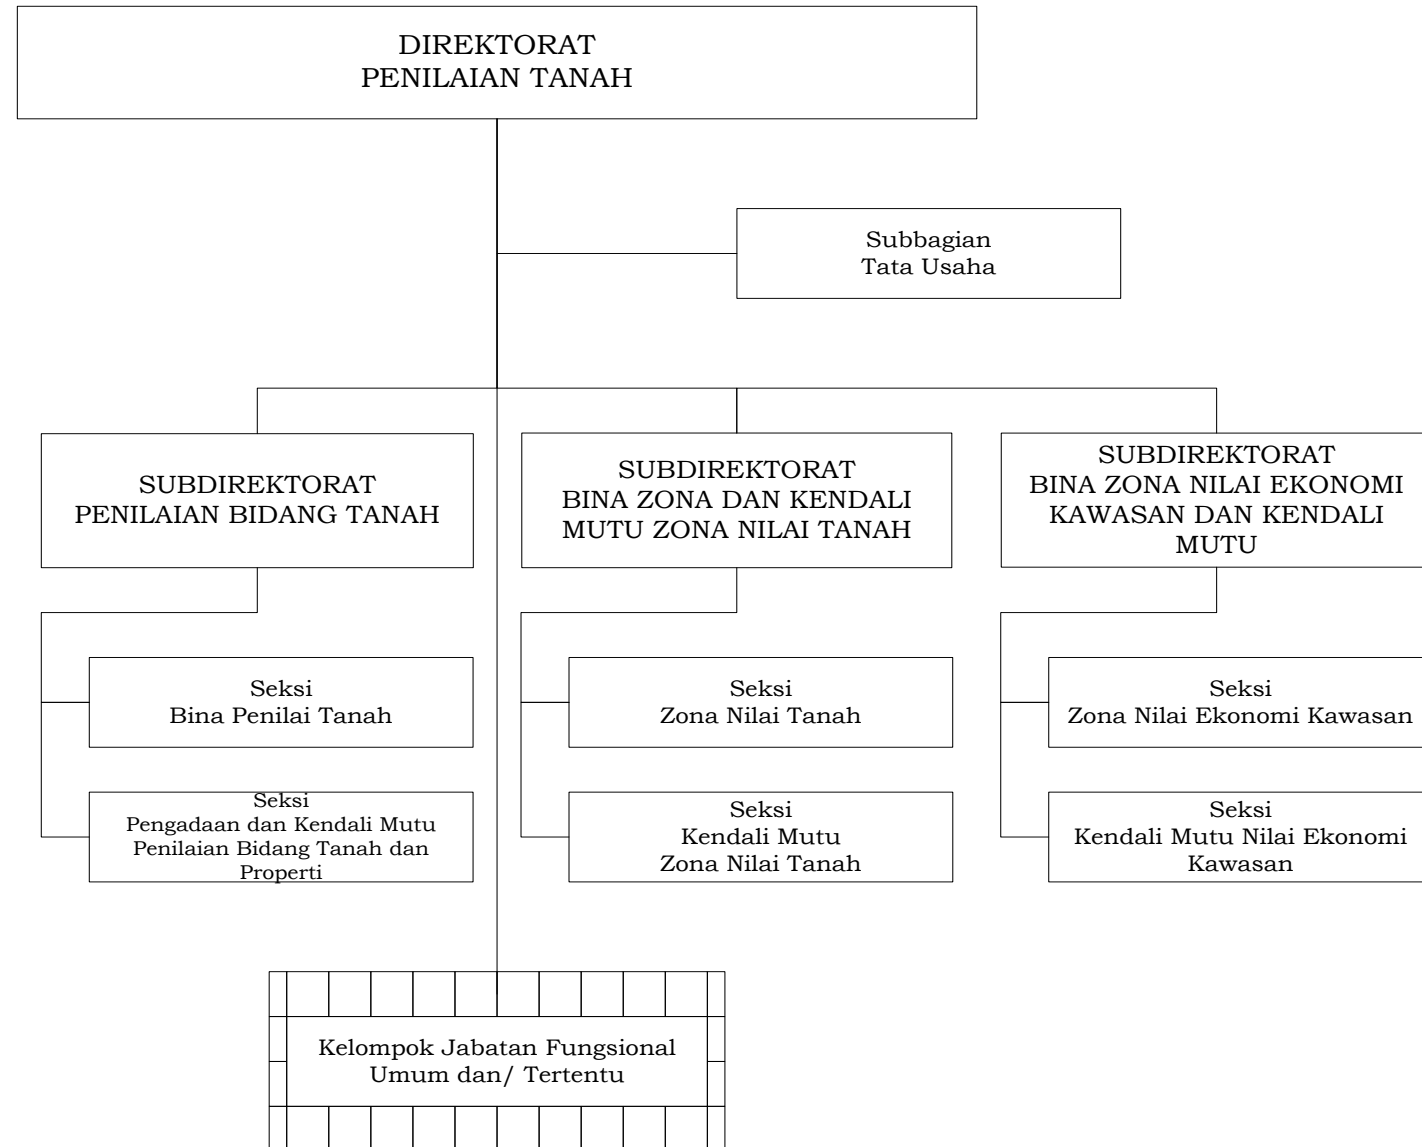 DIREKTORAT
PENILAIAN TANAH
Subbagian
Tata Usaha
SUBDIREKTORAT
PENILAIAN BIDANG TANAH
SUBDIREKTORAT
BINA ZONA DAN KENDALI
MUTU ZONA NILAI TANAH
SUBDIREKTORAT
BINA ZONA NILAI EKONOMI
KAWASAN DAN KENDALI
MUTU
Seksi
Bina Penilai Tanah
Seksi
Zona Nilai Tanah
Seksi
Zona Nilai Ekonomi Kawasan
Seksi
Pengadaan dan Kendali Mutu
Penilaian Bidang Tanah dan
Properti
Seksi
Kendali Mutu
Zona Nilai Tanah
Seksi
Kendali Mutu Nilai Ekonomi
Kawasan
Kelompok Jabatan Fungsional
Umum dan/ Tertentu